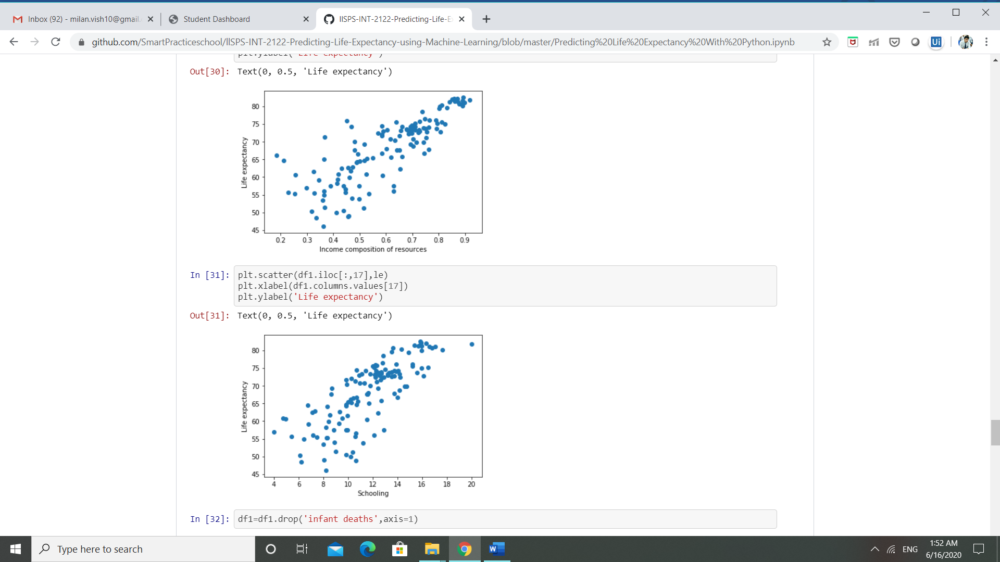 Inbox (92) - milan.vish10@gmail.
Student Dashboard
llSPS-INT-2122-Predicting-Life-E
github.com/SmartPracticeschool/llSPS-INT-2122-Predicting-Life-Expectancy-using-Machine-Learning/blob/master/Predicting%20Life%20Expectancy%20With%20Python.ipynb
plt.ylabel('Life expectancy')
Out[30]: Text(0, 0.5, 'Life expectancy')
80
75
70
65
60
55
50
45
Life expectancy
0.2 0.3 0.4 0.5 0.6 0.7 0.8 0.9
Income composition of resources
In [31]: plt.scatter(df1.iloc[:,17],le)
plt.xlabel(df1.columns.values[17])
plt.ylabel('Life expectancy')
Out[31]: Text(0, 0.5, 'Life expectancy')
80
75
70
65
60
55
50
45
Life expectancy
4 6 8 10 12 14 16 18 20
Schooling
In [32]: df1=df1.drop('infant deaths',axis=1)
Type here to search
W
ENG
1:52 AM
6/16/2020
Ui